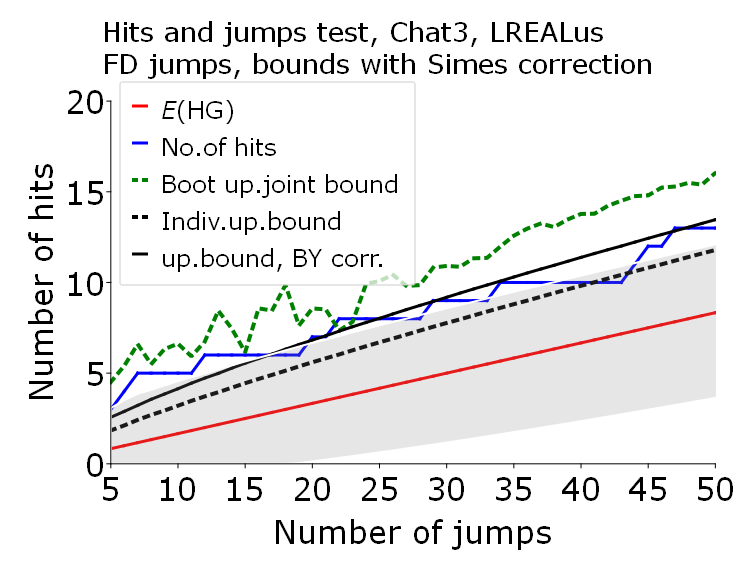 Hits and jumps test, Chat3, LREALus
FD jumps, bounds with Simes correction
E(HG)
No.of hits
Boot up.joint bound
Indiv.up.bound
up.bound, BY corr.
Number of hits
20
15
10
5
0
5 10 15 20 25 30 35 40 45 50
Number of jumps